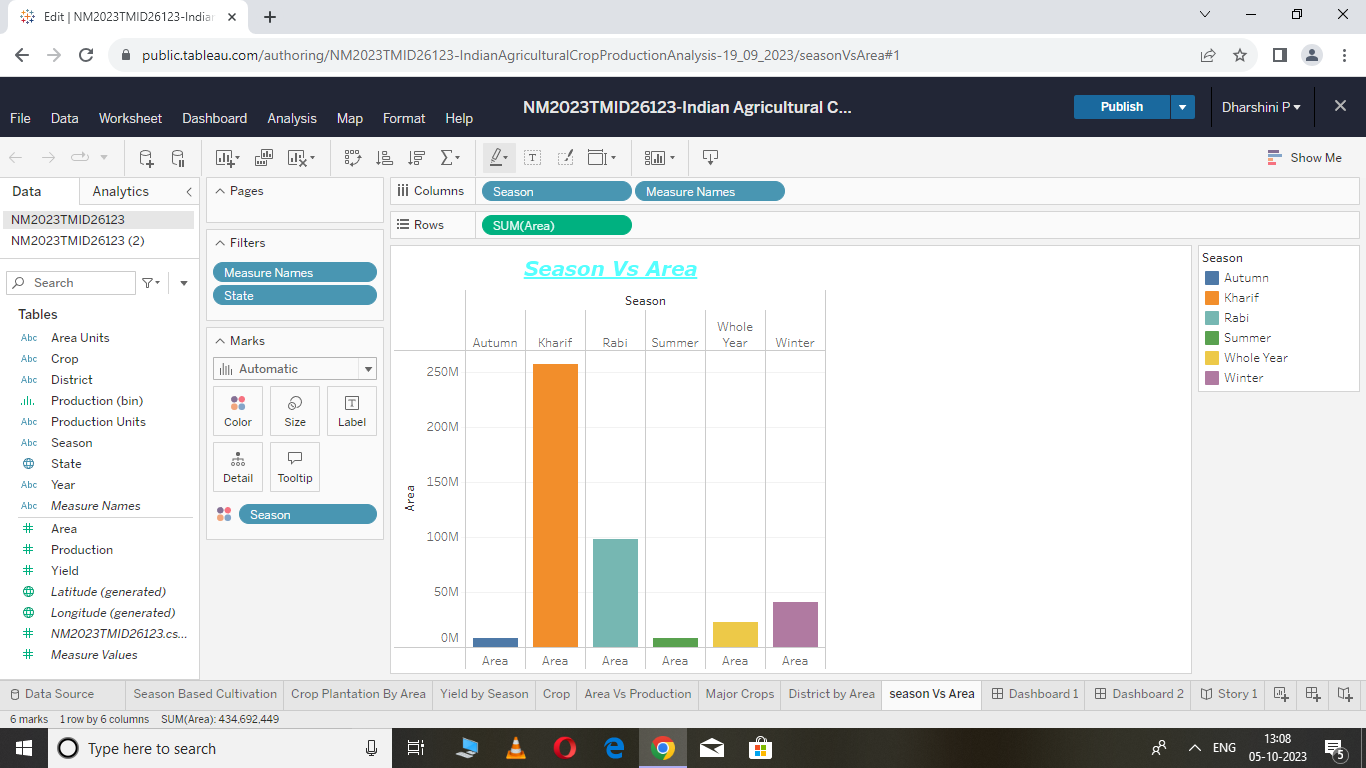 Edit | NM2023TMID26123-India
public.tableau.com/authoring/NM2023TMID26123-IndianAgriculturalCropProductionAnalysis-19_09_2023/seasonVsArea#1
NM2023TMID26123-Indian Agricultural C...
Publish
Dharshini P
File Data Worksheet Dashboard Analysis Map Format Help
Show Me
Data Analytics
NM2023TMID26123
NM2023TMID26123 (2)
Search
Tables
Abc Area Units
Abc Crop
Abc District
Production (bin)
Abc Production Units
Abc Season
State
Abc Year
Abc Measure Names
Area
Production
Yield
Latitude (generated)
Longitude (generated)
NM2023TMID26123.cs...
Measure Values
Pages
Filters
Measure Names
State
Marks
Automatic
Color Size Label
Detail Tooltip
Season
Columns Season Measure Names
Rows SUM(Area)
Season Vs Area
Season
Autumn Kharif Rabi Summer Whole Year Winter
250M
200M
150M
100M
50M
0M
Area
Area Area Area Area Area Area
Season
Autumn
Kharif
Rabi
Summer
Whole Year
Winter
Data Source Season Based Cultivation Crop Plantation By Area Yield by Season Crop Area Vs Production Major Crops District by Area season Vs Area Dashboard 1 Dashboard 2 Story 1
6 marks 1 row by 6 columns SUM(Area): 434,692,449
Type here to search
ENG
13:08
05-10-2023
5